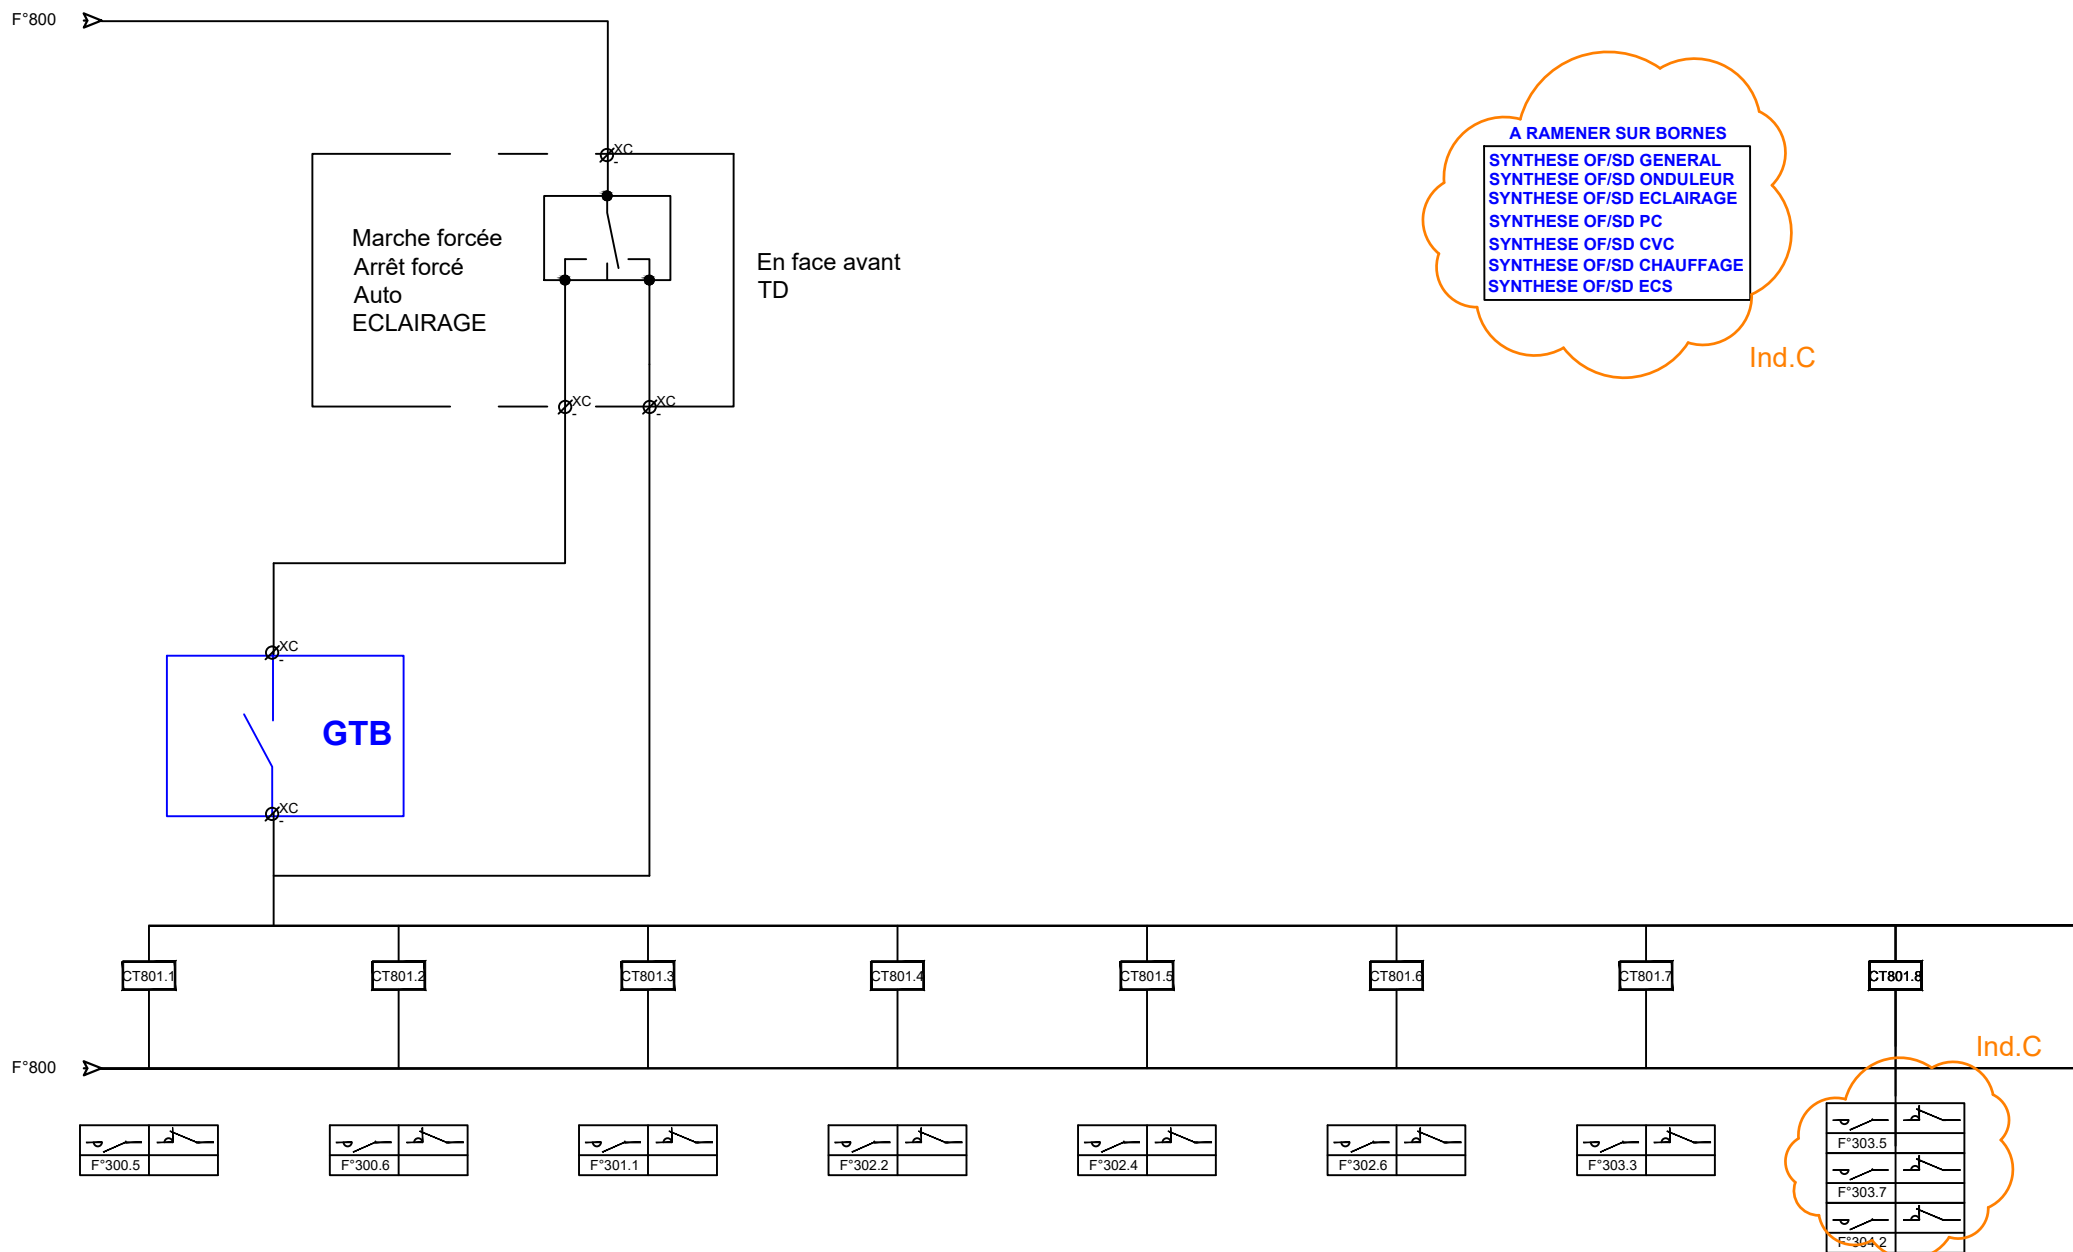 F°800
XC
-
A RAMENER SUR BORNES
SYNTHESE OF/SD GENERAL
SYNTHESE OF/SD ONDULEUR
SYNTHESE OF/SD ECLAIRAGE
SYNTHESE OF/SD PC
SYNTHESE OF/SD CVC
SYNTHESE OF/SD CHAUFFAGE
SYNTHESE OF/SD ECS
Ind.C
Marche forcée
Arrêt forcé
Auto
ECLAIRAGE
En face avant
TD
XC
-
XC
-
XC
-
GTB
XC
-
CT801.1
CT801.2
CT801.3
CT801.4
CT801.5
CT801.6
CT801.7
CT801.8
Ind.C
F°800
F°300.5
F°300.6
F°301.1
F°302.2
F°302.4
F°302.6
F°303.3
F°303.5
F°303.7
F°304.2